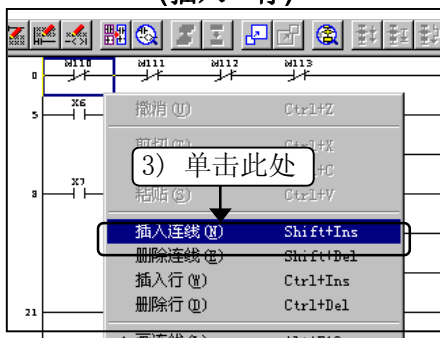 (插入一行)
M110 M111 M112 M113
0
X6
5
撤消(U) Ctrl+Z
剪切(T) Ctrl+X
3) 单击此处
Ctrl+C
X7
8
粘贴(S) Ctrl+V
插入连线(N) Shift+Ins
删除连线(E) Shift+Del
插入行(W) Ctrl+Ins
删除行(D) Ctrl+Del
21